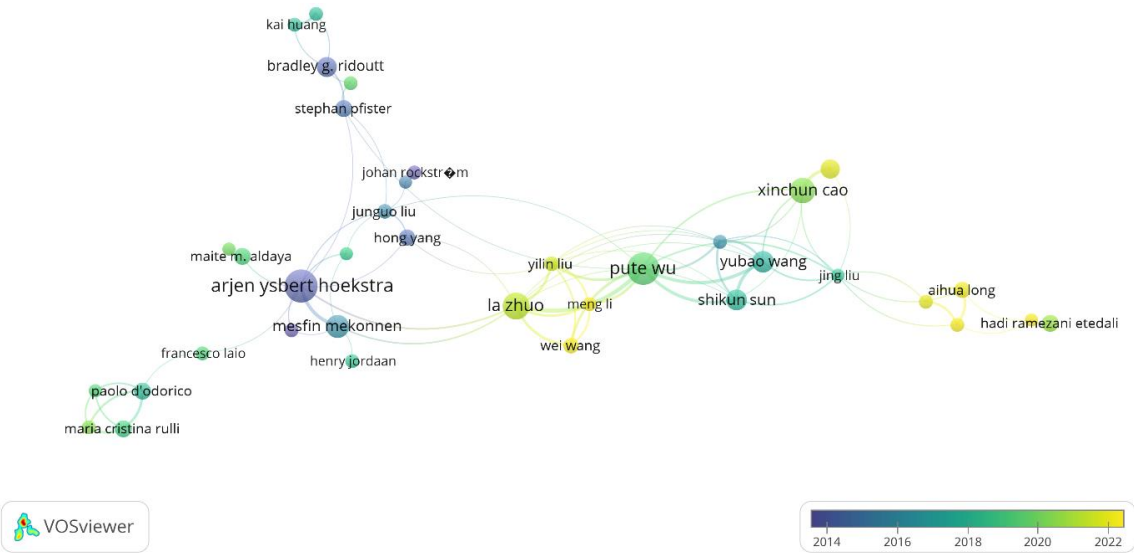 kai huang
bradley g. ridoutt
stephan pfister
johan rockstr�m
xinchun cao
junguo liu
hong yang
maite m. aldaya
yilin liu
pute wu
yubao wang
jing liu
arjen ysbert hoekstra
aihua long
la zhuo
meng li
shikun sun
hadi ramezani etedali
mesfin mekonnen
wei wang
francesco laio
henry jordaan
paolo d'odorico
maria cristina rulli
VOSviewer
2014 2016 2018 2020 2022